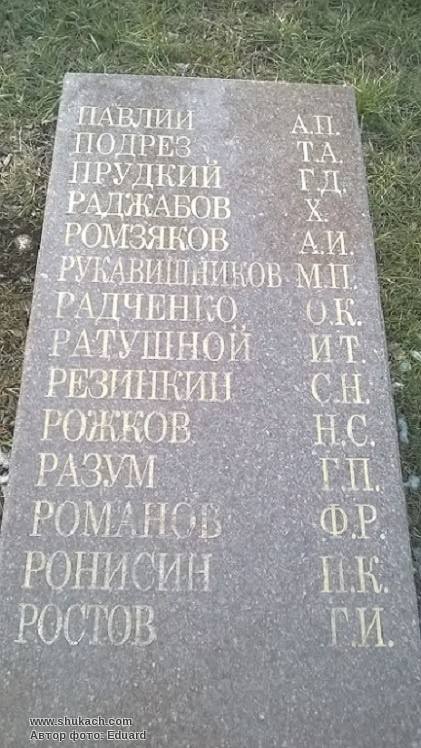 ПАВЛИЙ А.П.
ПОДРЕЗ Т.А.
ПРУДКИЙ Г.Д.
РАДЖАБОВ Х.
РОМЗЯКОВ А.И.
РУКАВИШНИКОВ М.П.
РАДЧЕНКО О.К.
РАТУШНОЙ И.Т.
РЕЗИНКИН С.Н.
РОЖКОВ Н.С.
РАЗУМ Г.П.
РОМАНОВ Ф.Р.
РОНИСИН
РОСТОВ Г.И.
www.shukach.com
Автор фото: Eduard